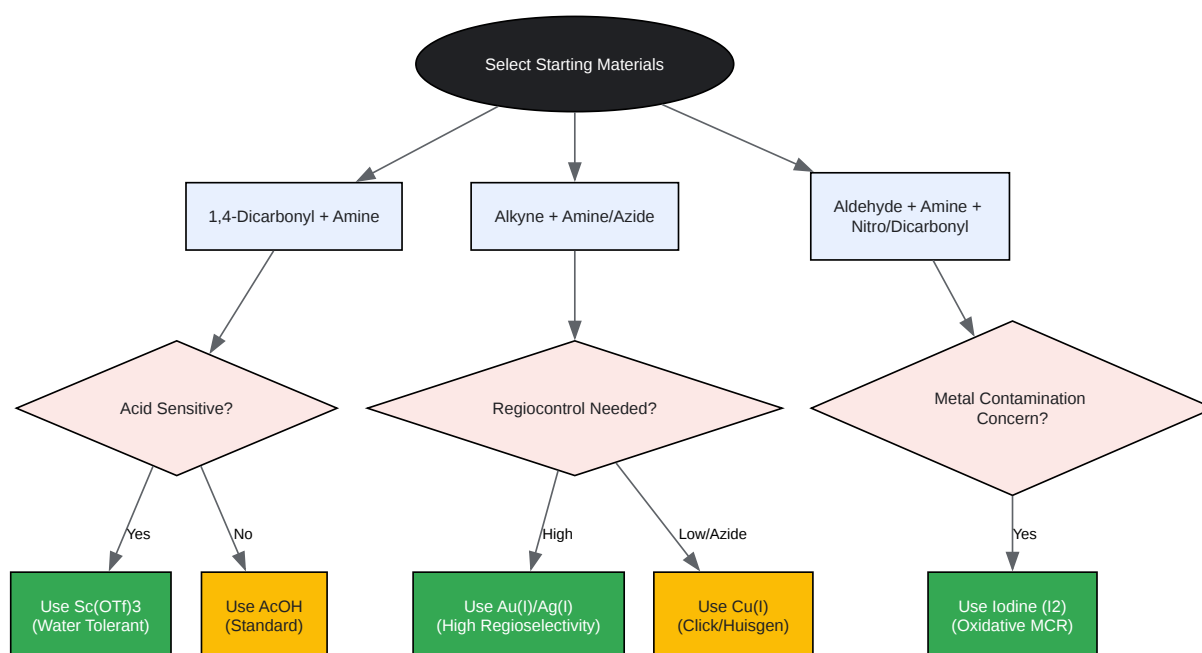 Select Starting Materials
1,4-Dicarbonyl + Amine
Alkyne + Amine/Azide
Aldehyde + Amine +
Nitro/Dicarbonyl
Acid Sensitive?
Regiocontrol Needed?
Metal Contamination
Concern?
Yes
No
High
Low/Azide
Yes
Use Sc(OTf)3
(Water Tolerant)
Use AcOH
(Standard)
Use Au(I)/Ag(I)
(High Regioselectivity)
Use Cu(I)
(Click/Huisgen)
Use Iodine (I2)
(Oxidative MCR)